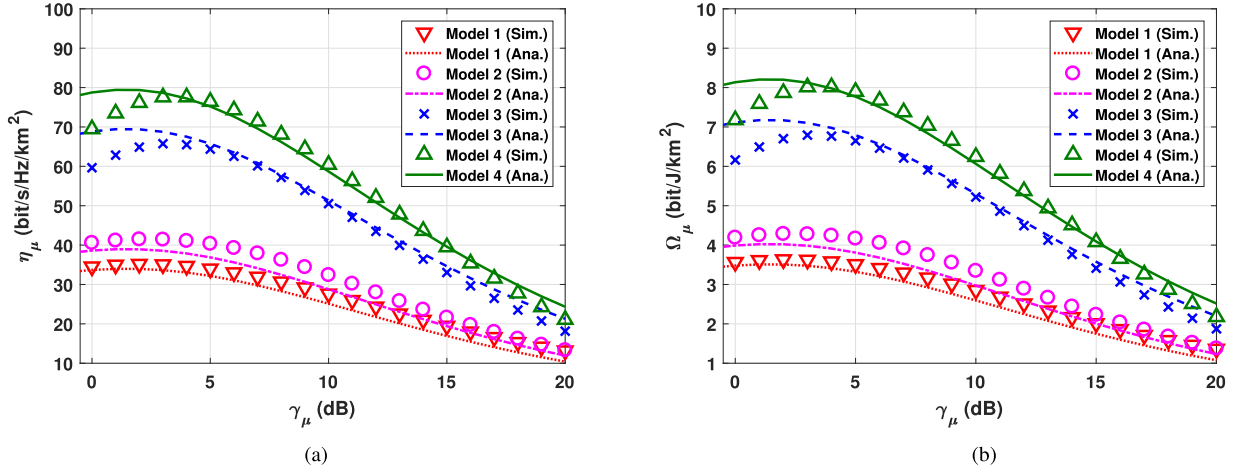 100
90
80
70
60
50
40
30
20
10
0
5
10
15
20
η_μ (bit/s/Hz/km²)
γ_μ (dB)
Model 1 (Sim.)
Model 1 (Ana.)
Model 2 (Sim.)
Model 2 (Ana.)
Model 3 (Sim.)
Model 3 (Ana.)
Model 4 (Sim.)
Model 4 (Ana.)
(a)
10
9
8
7
6
5
4
3
2
1
0
5
10
15
20
Ω_μ (bit/J/km²)
γ_μ (dB)
Model 1 (Sim.)
Model 1 (Ana.)
Model 2 (Sim.)
Model 2 (Ana.)
Model 3 (Sim.)
Model 3 (Ana.)
Model 4 (Sim.)
Model 4 (Ana.)
(b)